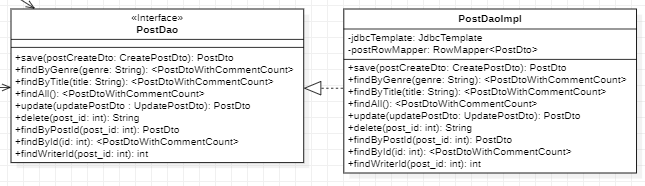 «Interface»
PostDao
+save(postCreateDto: CreatePostDto): PostDto
+findByGenre(genre: String): <PostDtoWithCommentCount>
+findByTitle(title: String): <PostDtoWithCommentCount>
+findAll(): <PostDtoWithCommentCount>
+update(updatePostDto : UpdatePostDto): PostDto
+delete(post_id: int): String
+findByPostId(post_id: int): PostDto
+findById(id: int): <PostDtoWithCommentCount>
+findWriterId(post_id: int): int
PostDaoImpl
-jdbcTemplate: JdbcTemplate
-postRowMapper: RowMapper<PostDto>
+save(postCreateDto: CreatePostDto): PostDto
+findByGenre(genre: String): <PostDtoWithCommentCount>
+findByTitle(title: String): <PostDtoWithCommentCount>
+findAll(): <PostDtoWithCommentCount>
+update(updatePostDto: UpdatePostDto): PostDto
+delete(post_id: int): String
+findByPostId(post_id: int): PostDto
+findById(id: int): <PostDtoWithCommentCount>
+findWriterId(post_id: int): int